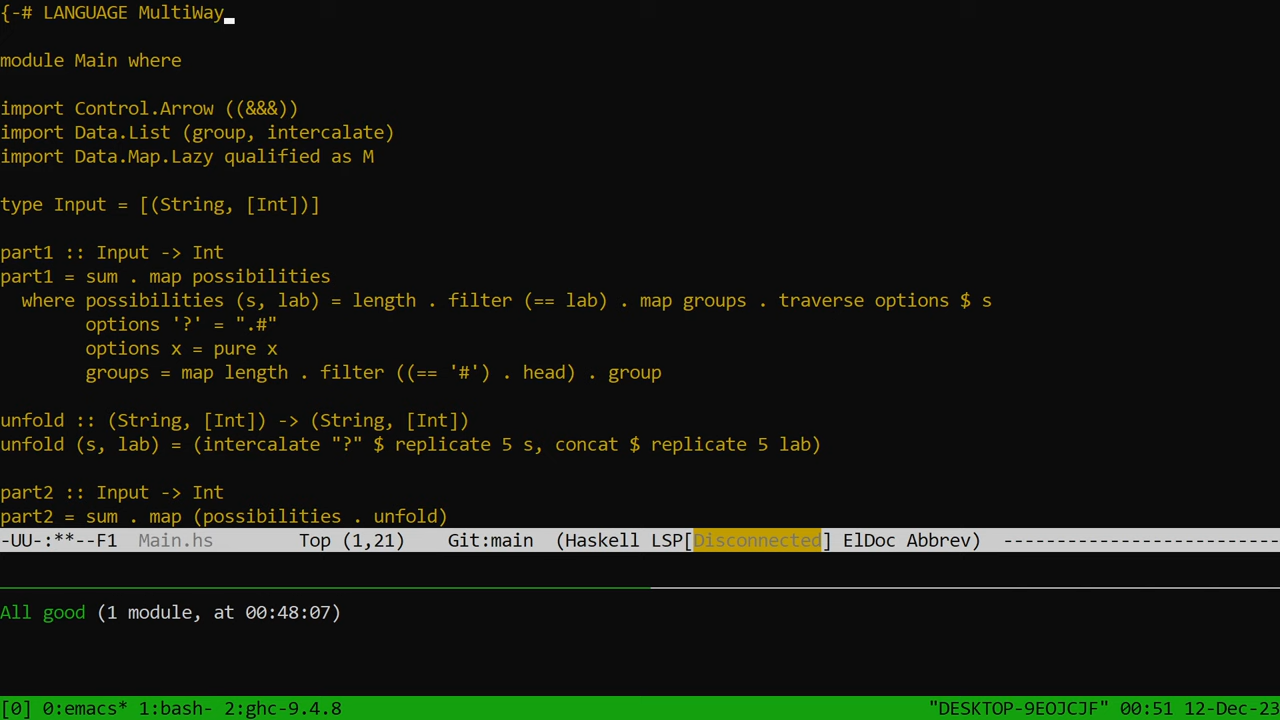 {-# LANGUAGE MultiWay
module Main where
import Control.Arrow ((&&&))
import Data.List (group, intercalate)
import Data.Map.Lazy qualified as M
type Input = [(String, [Int])]
part1 :: Input -> Int
part1 = sum . map possibilities
  where possibilities (s, lab) = length . filter (== lab) . map groups . traverse options $ s
        options '?' = ".#"
        options x = pure x
        groups = map length . filter ((== '#') . head) . group
unfold :: (String, [Int]) -> (String, [Int])
unfold (s, lab) = (intercalate "?" $ replicate 5 s, concat $ replicate 5 lab)
part2 :: Input -> Int
part2 = sum . map (possibilities . unfold)
-UU-:**--F1  Main.hs        Top (1,21)    Git:main  (Haskell LSP[Disconnected] ElDoc Abbrev) --------------------------
All good (1 module, at 00:48:07)
[0] 0:emacs* 1:bash- 2:ghc-9.4.8 "DESKTOP-9EOJCJF" 00:51 12-Dec-23